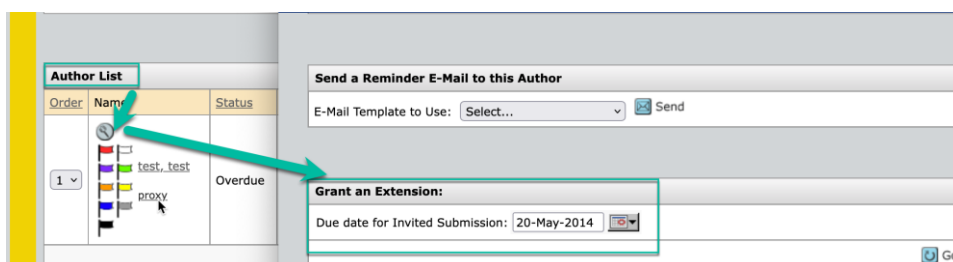 Author List
Order Name Status
1
test, test
proxy
Overdue
Send a Reminder E-Mail to this Author
E-Mail Template to Use: Select... Send
Grant an Extension:
Due date for Invited Submission: 20-May-2014